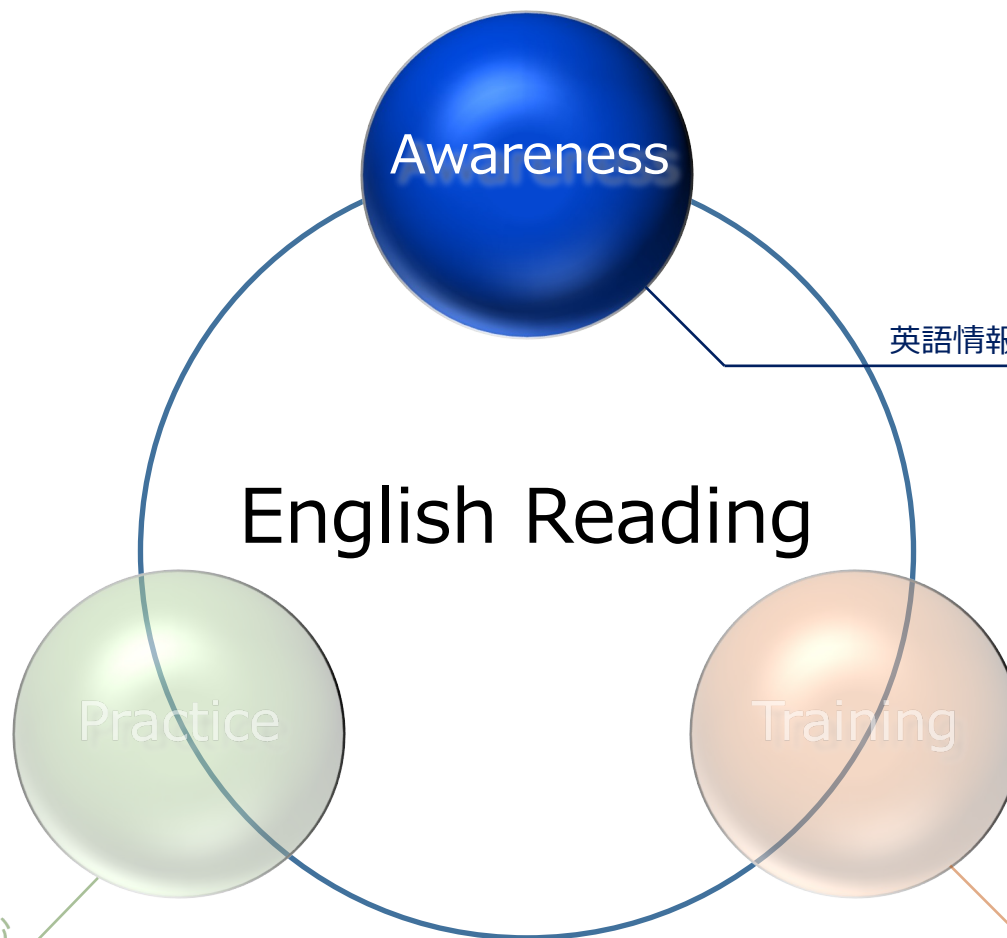 Awareness
英語情報
English Reading
Practice
Training